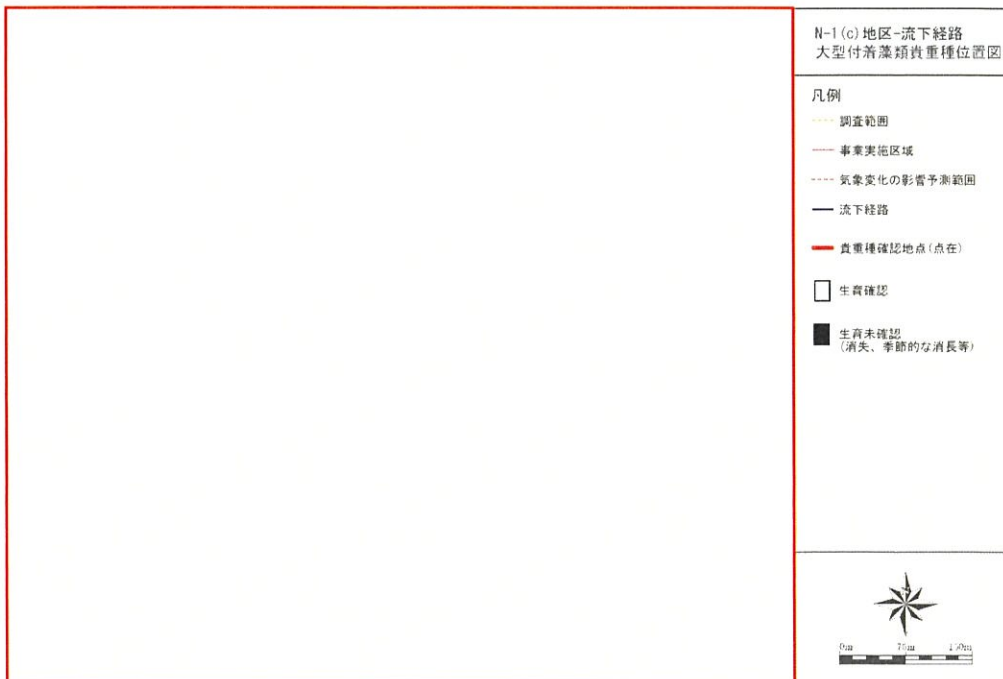 N-1(c)地区-流下経路
大型付着藻類貴重種位置図
凡例
調査範囲
事業実施区域
気象変化の影響予測範囲
流下経路
貴重種確認地点(点在)
生育確認
生育未確認
(消失、季節的な消長等)
0m 75m 150m